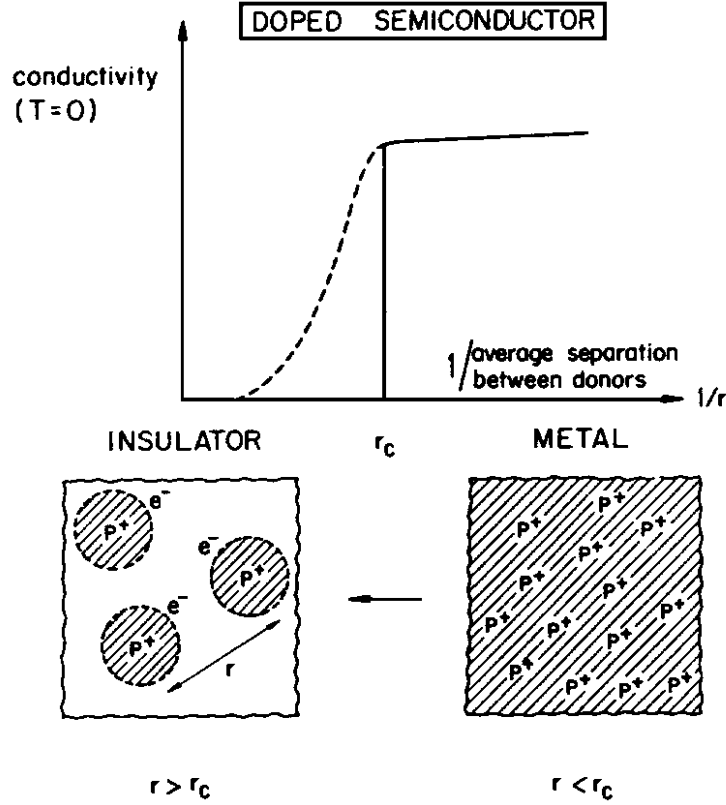 DOPED SEMICONDUCTOR
conductivity
(T=0)
1/average separation
between donors
1/r
INSULATOR
r_c
METAL
e⁻
P⁺
e⁻
P⁺
e⁻
P⁺
r
P⁺
P⁺
P⁺
P⁺
P⁺
P⁺
P⁺
P⁺
P⁺
P⁺
P⁺
P⁺
P⁺
P⁺
r > r_c
r < r_c